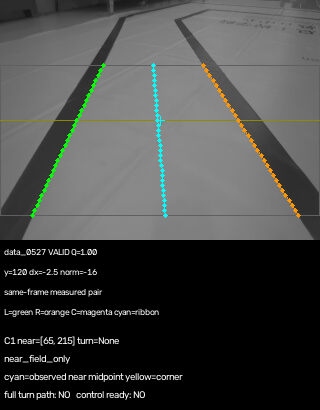 data_0527 VALID Q=1.00
y=120 dx=-2.5 norm=-16
same-frame measured pair
L=green R=orange C=magenta cyan=ribbon
C1 near=[65, 215] turn=None
near_field_only
cyan=observed near midpoint yellow=corner
full turn path: NO control ready: NO